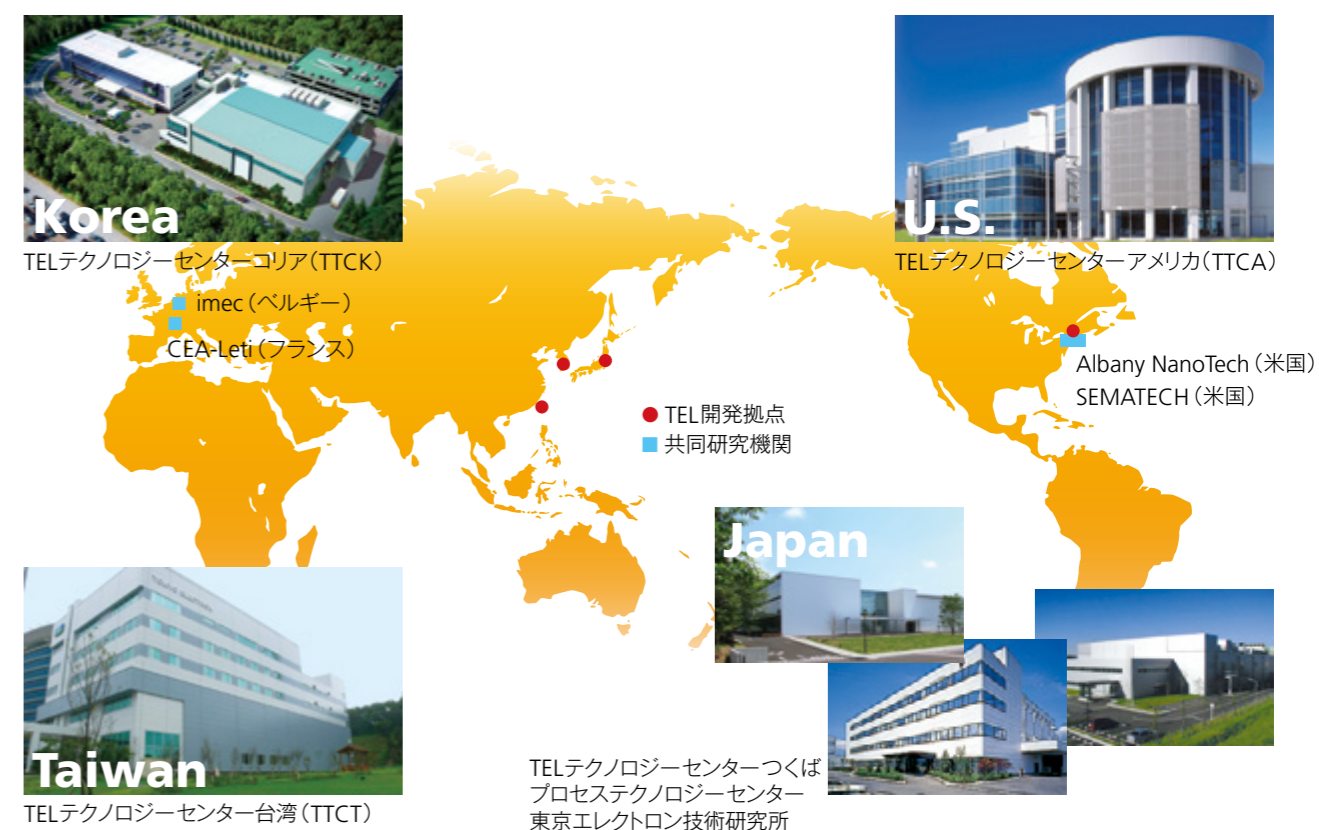 Korea
TELテクノロジーセンターコリア（TTCK）
U.S.
TELテクノロジーセンターアメリカ（TTCA）
imec（ベルギー）
CEA-Leti（フランス）
Albany NanoTech（米国）
SEMATECH（米国）
TEL開発拠点
共同研究機関
Japan
TELテクノロジーセンターつくば
プロセステクノロジーセンター
東京エレクトロン技術研究所
Taiwan
TELテクノロジーセンター台湾（TTCT）